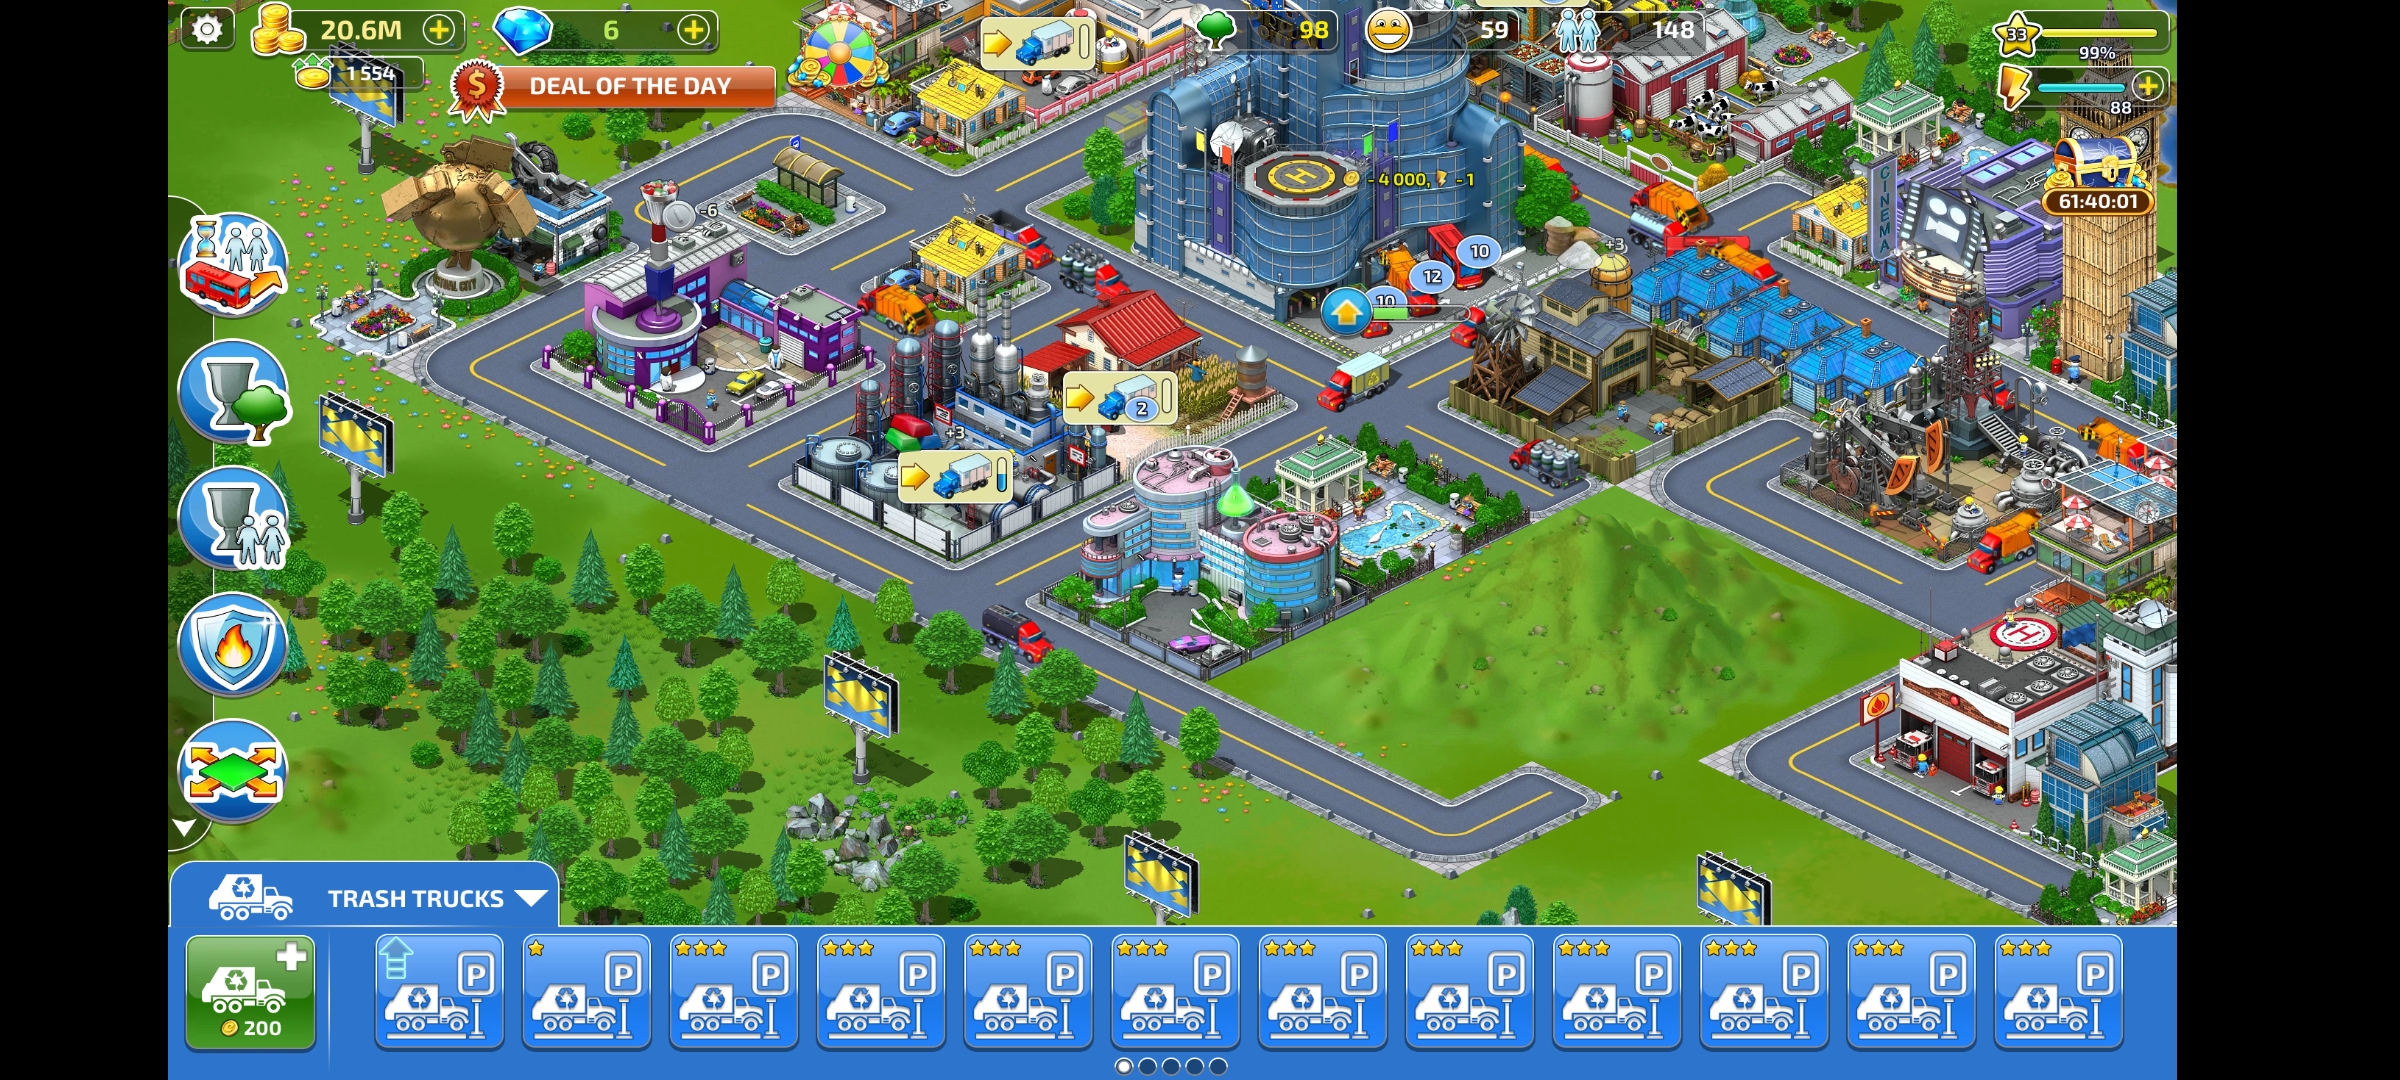 20.6M
6
98
59
148
33
99%
1 554
DEAL OF THE DAY
88
- 4 000, - 1
61:40:01
CINEMA
-6
+3
10
12
10
2
+3
H
H
TRASH TRUCKS
200
P
P
P
P
P
P
P
P
P
P
P
P